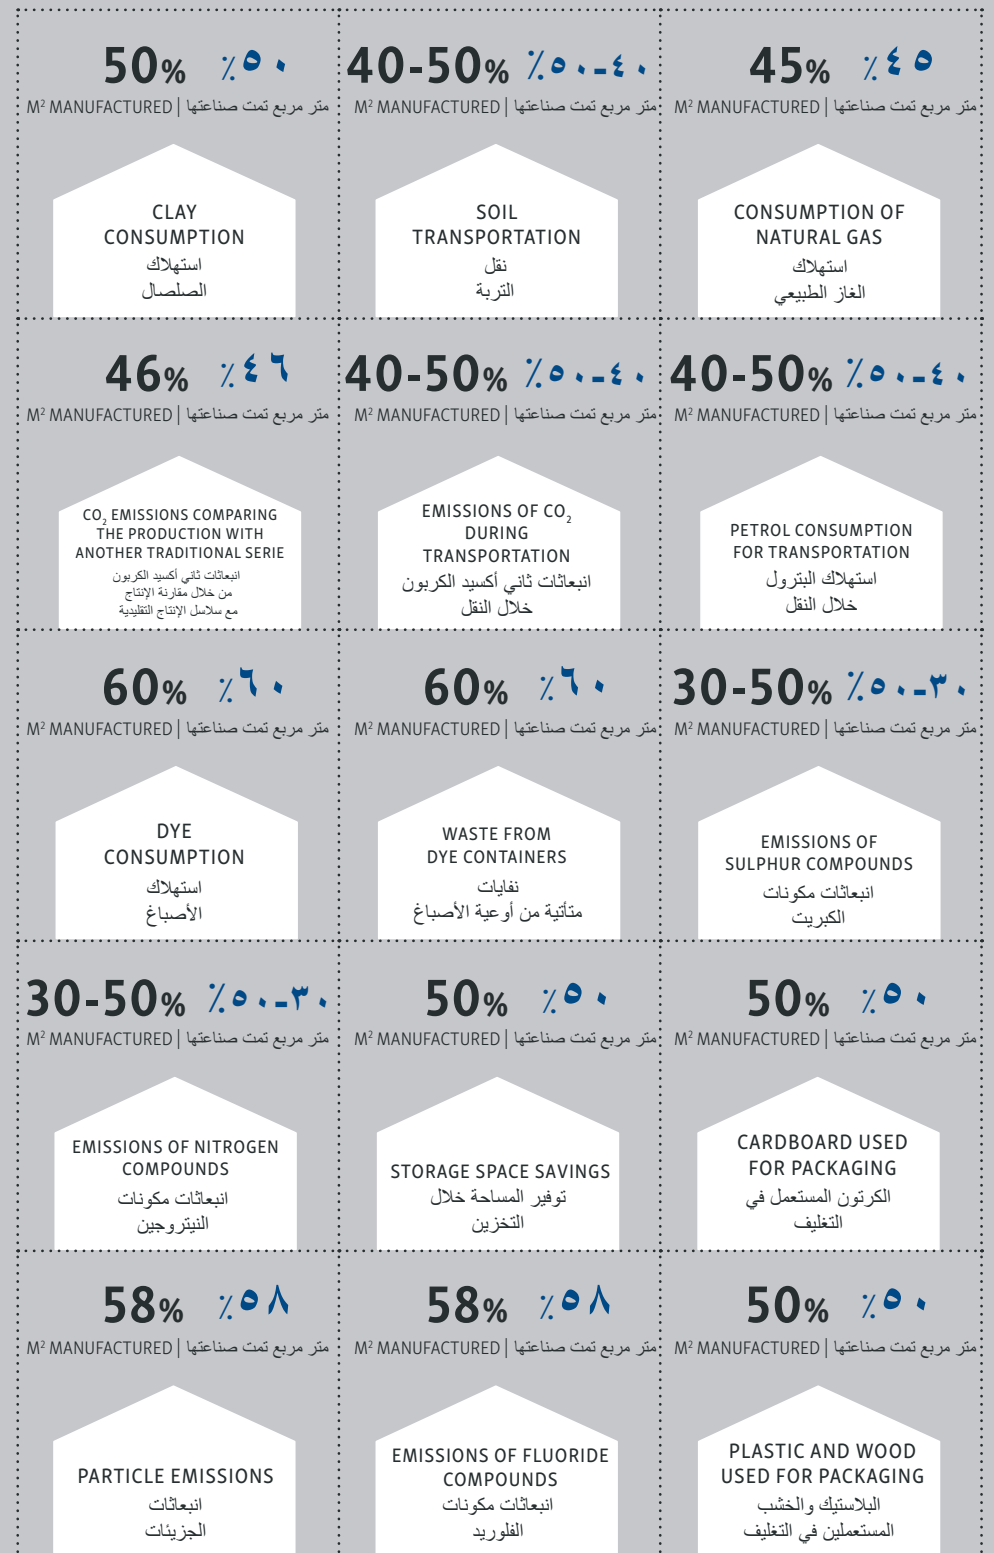 50% ٪٥٠
M² MANUFACTURED | متر مربع تمت صناعتها
CLAY
CONSUMPTION
استهلاك
الصلصال
40-50% ٪٥٠-٤٠
M² MANUFACTURED | متر مربع تمت صناعتها
SOIL
TRANSPORTATION
نقل
التربة
45% ٪٤٥
M² MANUFACTURED | متر مربع تمت صناعتها
CONSUMPTION OF
NATURAL GAS
استهلاك
الغاز الطبيعي
46% ٪٤٦
M² MANUFACTURED | متر مربع تمت صناعتها
CO₂ EMISSIONS COMPARING
THE PRODUCTION WITH
ANOTHER TRADITIONAL SERIE
انبعاثات ثاني أكسيد الكربون
من خلال مقارنة الإنتاج
مع سلاسل الإنتاج التقليدية
40-50% ٪٥٠-٤٠
M² MANUFACTURED | متر مربع تمت صناعتها
EMISSIONS OF CO₂
DURING
TRANSPORTATION
انبعاثات ثاني أكسيد الكربون
خلال النقل
40-50% ٪٥٠-٤٠
M² MANUFACTURED | متر مربع تمت صناعتها
PETROL CONSUMPTION
FOR TRANSPORTATION
استهلاك البترول
خلال النقل
60% ٪٦٠
M² MANUFACTURED | متر مربع تمت صناعتها
DYE
CONSUMPTION
استهلاك
الأصباغ
60% ٪٦٠
M² MANUFACTURED | متر مربع تمت صناعتها
WASTE FROM
DYE CONTAINERS
نفايات
متأتية من أوعية الأصباغ
30-50% ٪٥٠-٣٠
M² MANUFACTURED | متر مربع تمت صناعتها
EMISSIONS OF
SULPHUR COMPOUNDS
انبعاثات مكونات
الكبريت
30-50% ٪٥٠-٣٠
M² MANUFACTURED | متر مربع تمت صناعتها
EMISSIONS OF NITROGEN
COMPOUNDS
انبعاثات مكونات
النيتروجين
50% ٪٥٠
M² MANUFACTURED | متر مربع تمت صناعتها
STORAGE SPACE SAVINGS
توفير المساحة خلال
التخزين
50% ٪٥٠
M² MANUFACTURED | متر مربع تمت صناعتها
CARDBOARD USED
FOR PACKAGING
الكرتون المستعمل في
التغليف
58% ٪٥٨
M² MANUFACTURED | متر مربع تمت صناعتها
PARTICLE EMISSIONS
انبعاثات
الجزيئات
58% ٪٥٨
M² MANUFACTURED | متر مربع تمت صناعتها
EMISSIONS OF FLUORIDE
COMPOUNDS
انبعاثات مكونات
الفلوريد
50% ٪٥٠
M² MANUFACTURED | متر مربع تمت صناعتها
PLASTIC AND WOOD
USED FOR PACKAGING
البلاستيك والخشب
المستعملين في التغليف